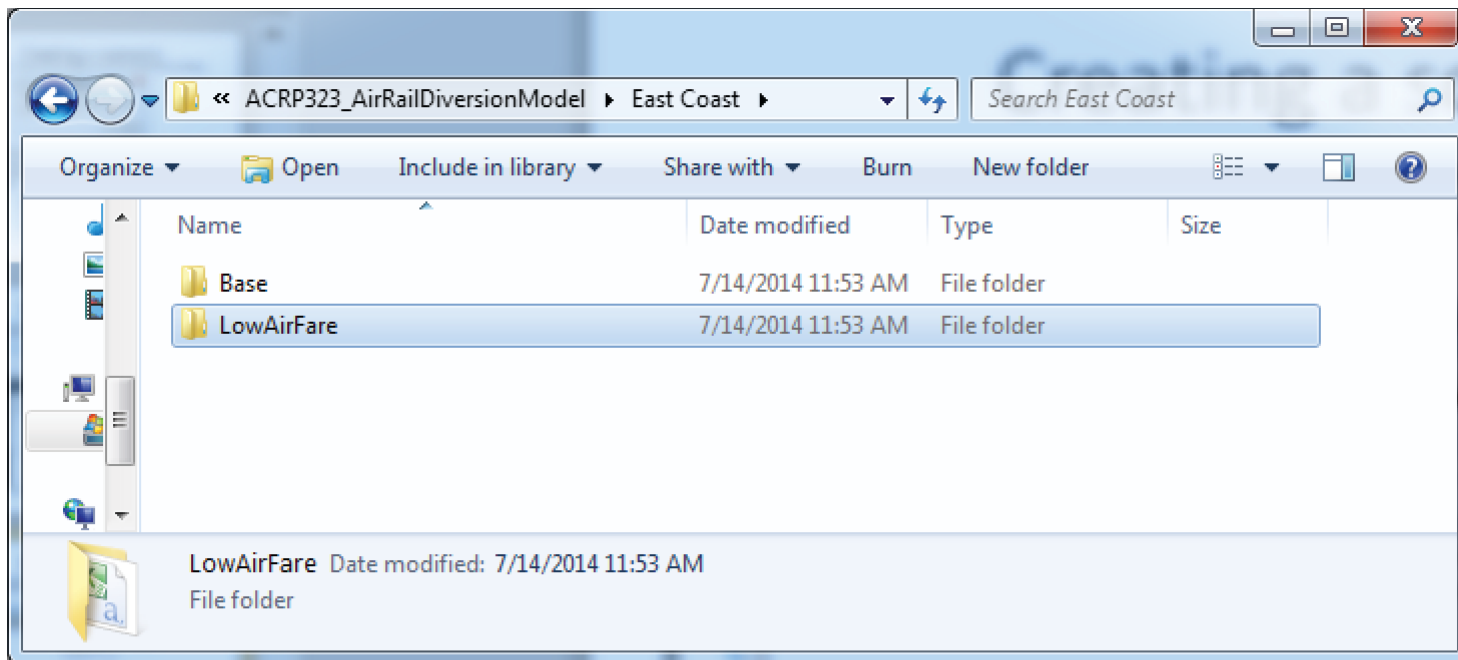 Creating a s
« ACRP323_AirRailDiversionModel East Coast Search East Coast
Organize Open Include in library Share with Burn New folder
Name Date modified Type Size
Base 7/14/2014 11:53 AM File folder
LowAirFare 7/14/2014 11:53 AM File folder
LowAirFare Date modified: 7/14/2014 11:53 AM
File folder